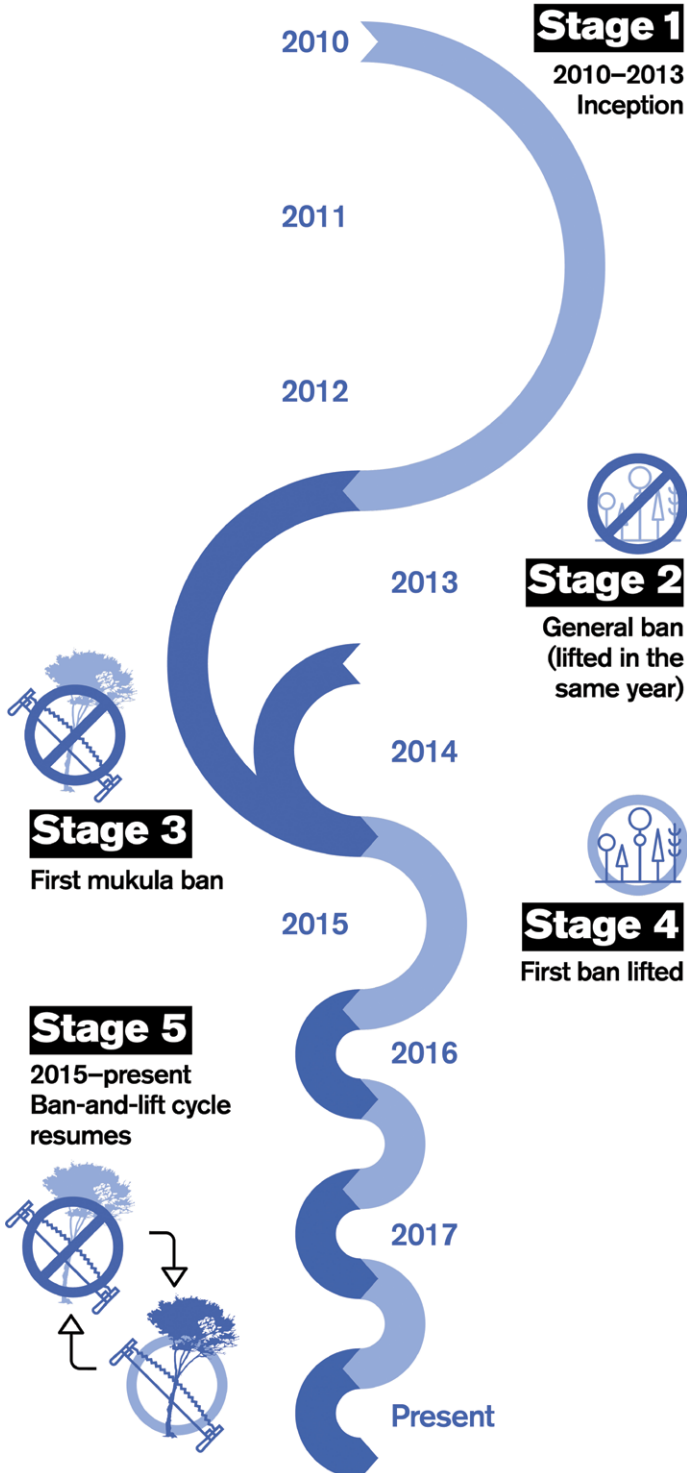 2010
Stage 1
2010–2013
Inception
2011
2012
2013
Stage 2
General ban
(lifted in the
same year)
2014
Stage 3
First mukula ban
2015
Stage 4
First ban lifted
Stage 5
2015–present
Ban-and-lift cycle
resumes
2016
2017
Present